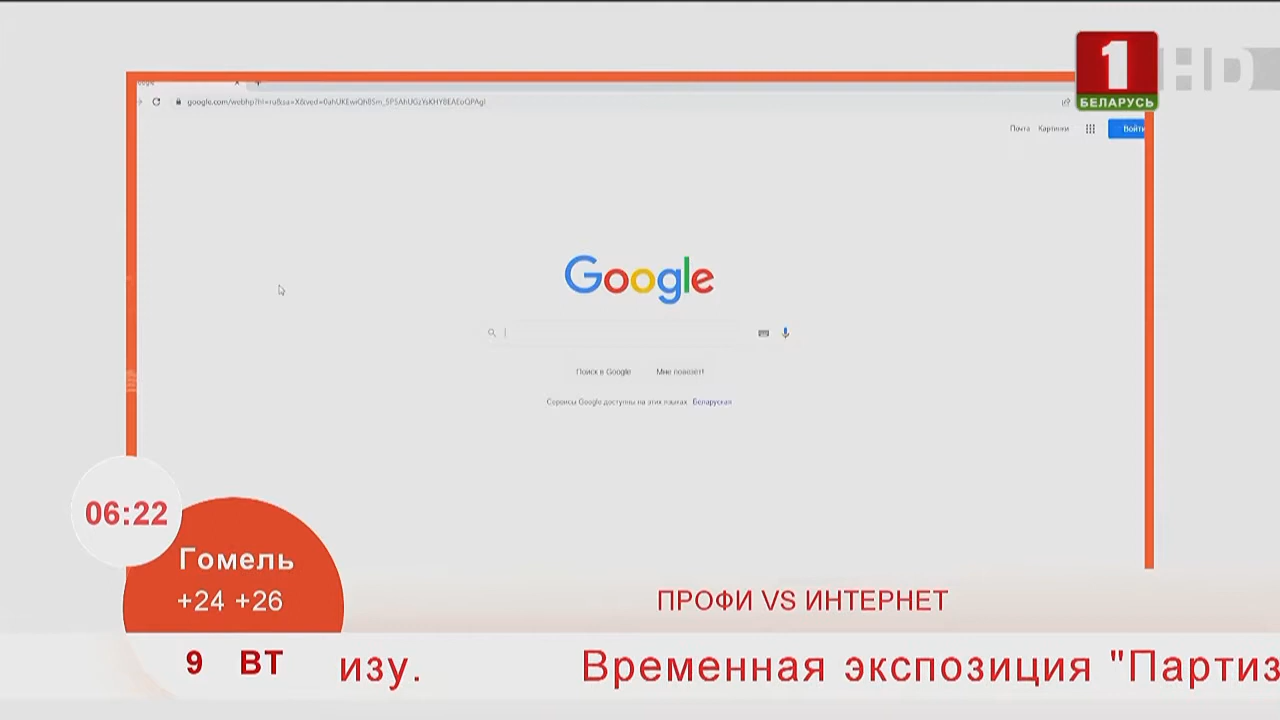 1 HD
БЕЛАРУСЬ
Почта Картинки
Войти
Google
Поиск в Google Мне повезёт!
Сервисы Google доступны на этих языках: Беларуская
06:22
Гомель
+24 +26
ПРОФИ VS ИНТЕРНЕТ
9 ВТ изу. Временная экспозиция "Партиз